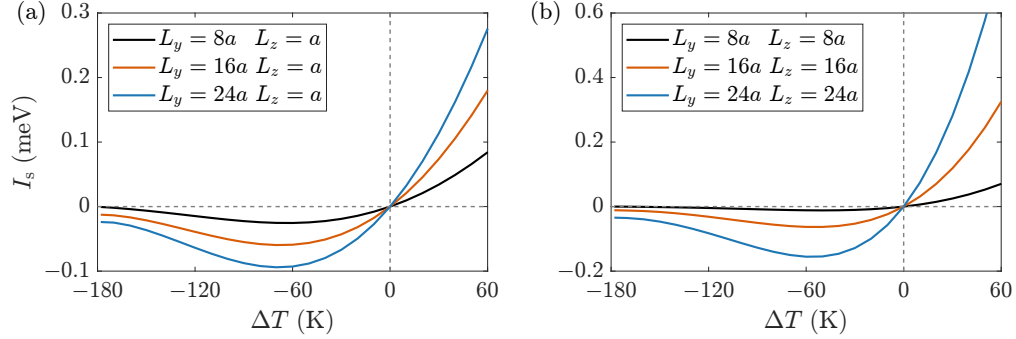 (a)
0.3
0.2
0.1
0
−0.1
I_s (meV)
L_y = 8a L_z = a
L_y = 16a L_z = a
L_y = 24a L_z = a
−180 −120 −60 0 60
ΔT (K)
(b)
0.6
0.4
0.2
0
−0.2
L_y = 8a L_z = 8a
L_y = 16a L_z = 16a
L_y = 24a L_z = 24a
−180 −120 −60 0 60
ΔT (K)